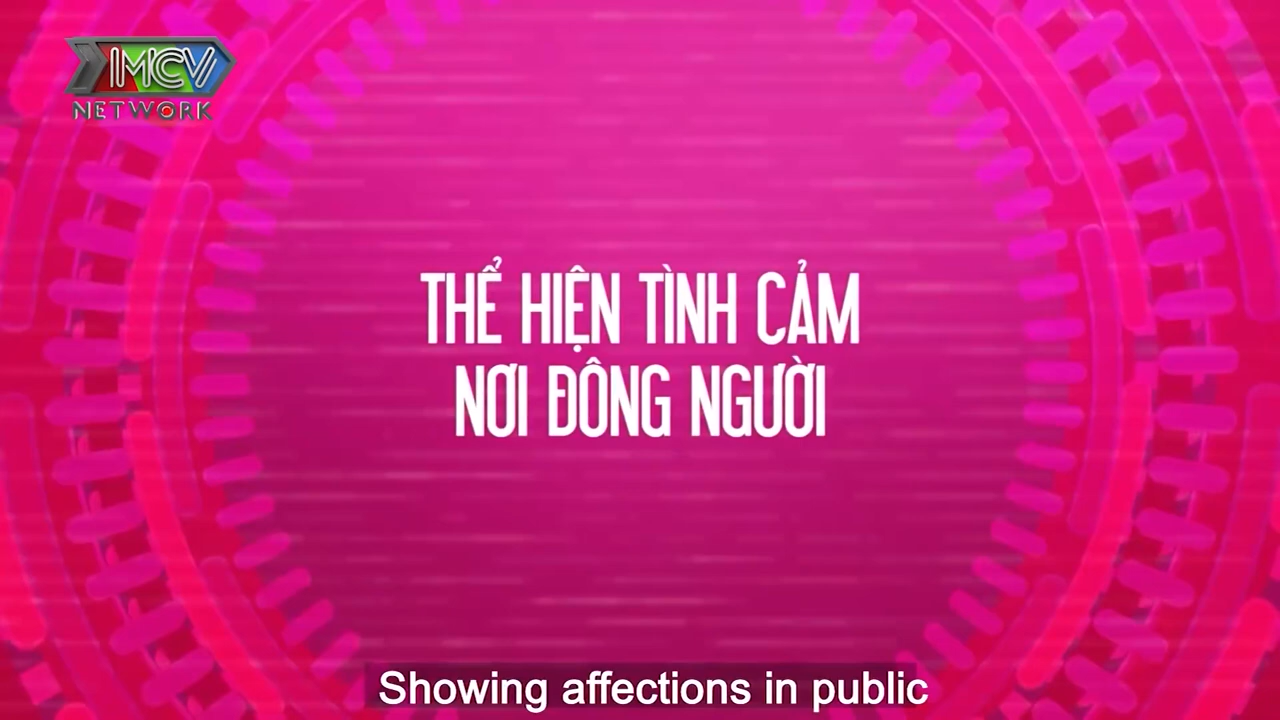 MCV
NETWORK
THỂ HIỆN TÌNH CẢM
NƠI ĐÔNG NGƯỜI
Showing affections in public